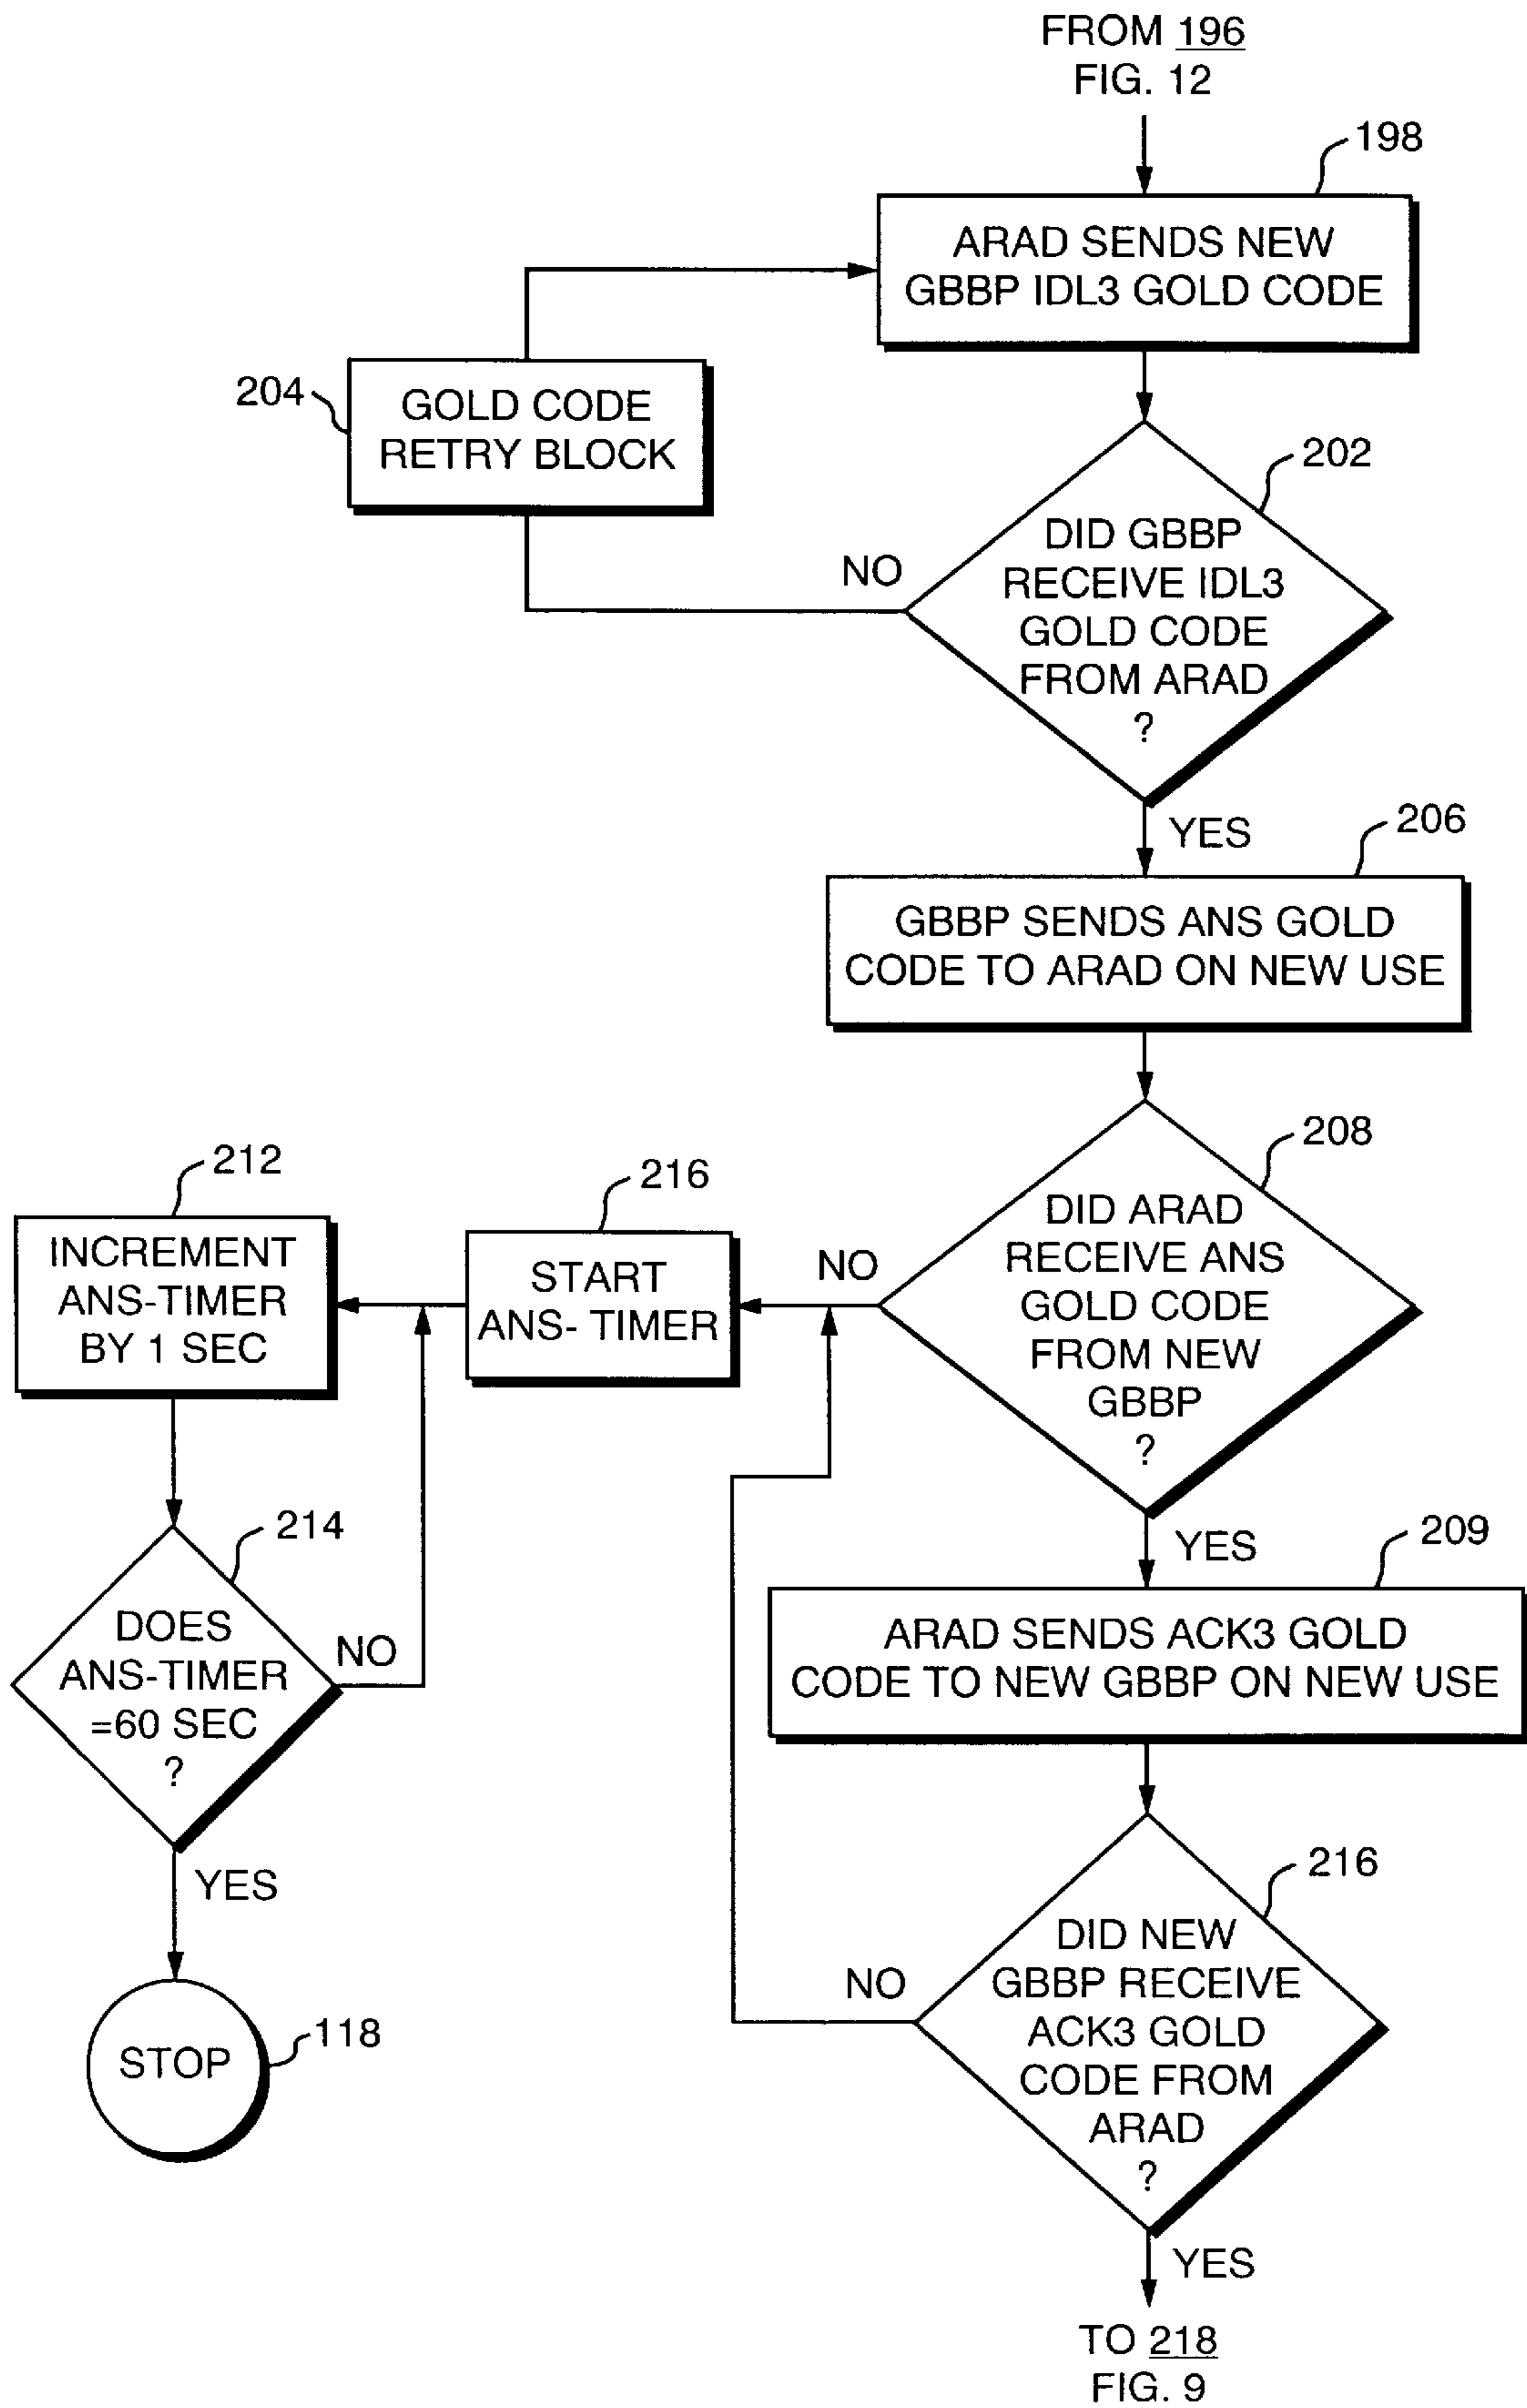 FROM 196
FIG. 12
198
ARAD SENDS NEW
GBBP IDL3 GOLD CODE
204
GOLD CODE
RETRY BLOCK
202
DID GBBP
RECEIVE IDL3
GOLD CODE
FROM ARAD
?
NO
YES
206
GBBP SENDS ANS GOLD
CODE TO ARAD ON NEW USE
208
DID ARAD
RECEIVE ANS
GOLD CODE
FROM NEW
GBBP
?
NO
216
START
ANS- TIMER
212
INCREMENT
ANS-TIMER
BY 1 SEC
214
DOES
ANS-TIMER
=60 SEC
?
NO
YES
STOP
118
YES
209
ARAD SENDS ACK3 GOLD
CODE TO NEW GBBP ON NEW USE
216
DID NEW
GBBP RECEIVE
ACK3 GOLD
CODE FROM
ARAD
?
NO
YES
TO 218
FIG. 9